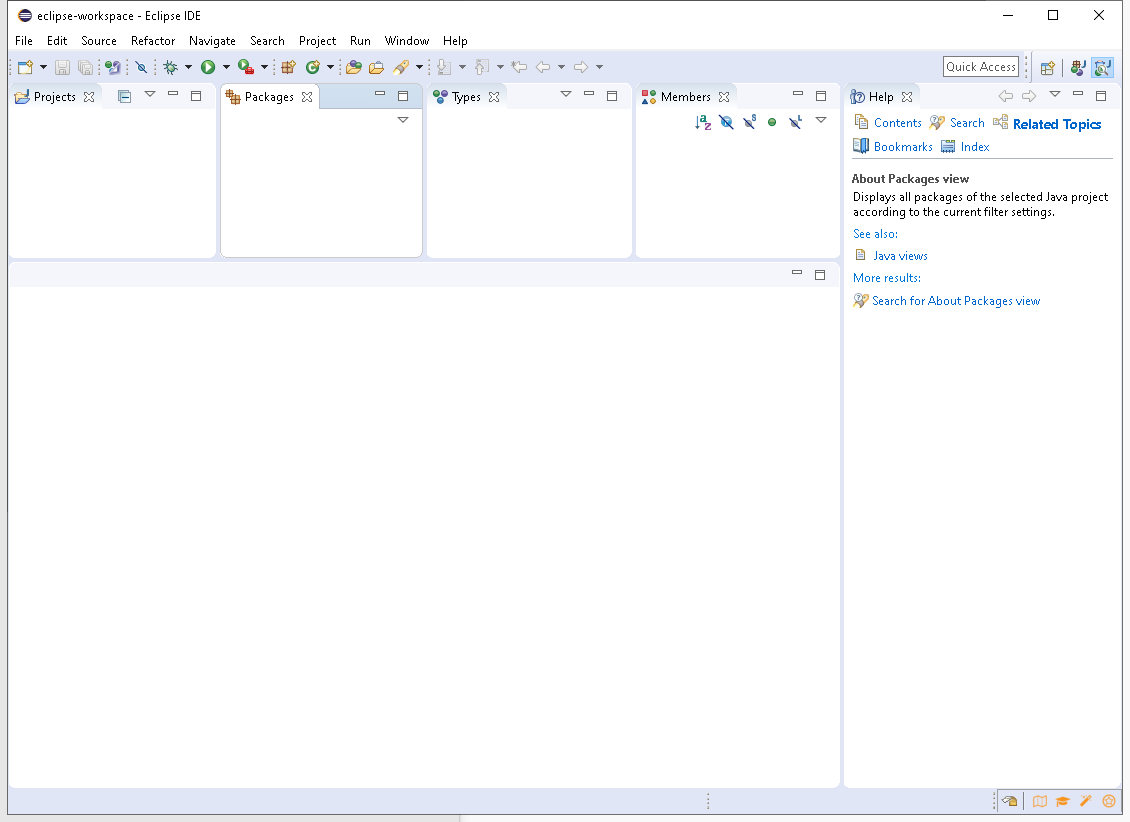 eclipse-workspace - Eclipse IDE
File Edit Source Refactor Navigate Search Project Run Window Help
Quick Access
Projects
Packages
Types
Members
Help
Contents Search Related Topics
Bookmarks Index
About Packages view
Displays all packages of the selected Java project
according to the current filter settings.
See also:
Java views
More results:
Search for About Packages view